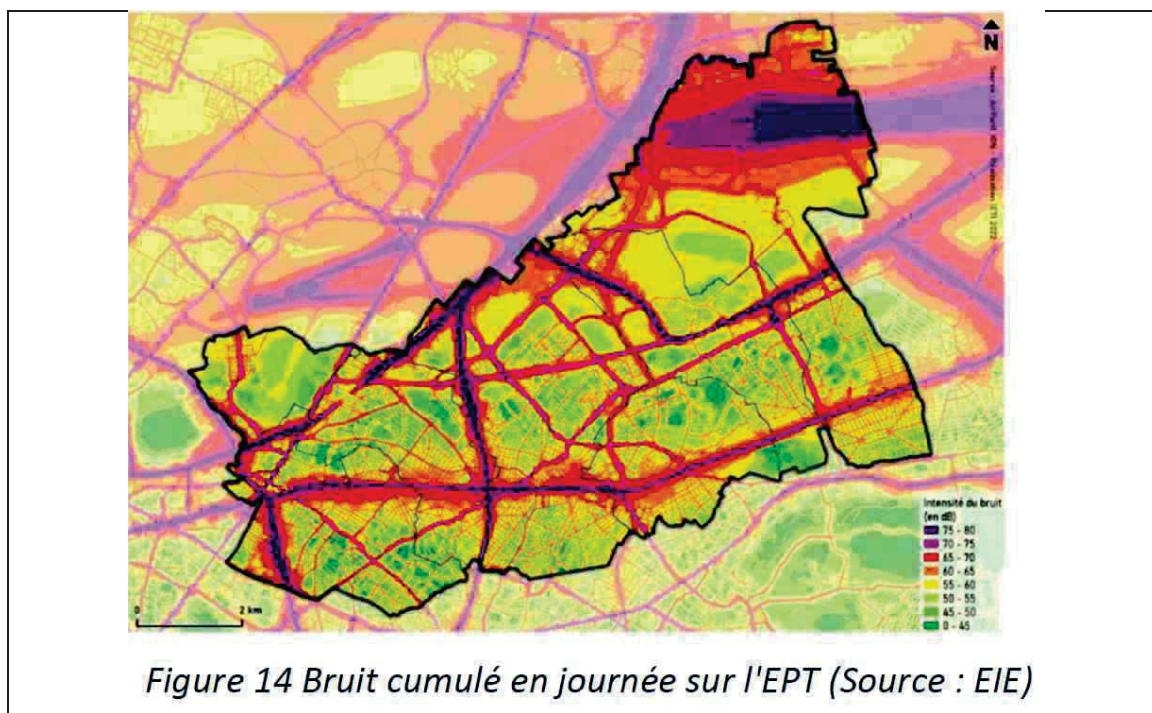 N
Intensité du bruit
(en dB)
75 - 80
70 - 75
65 - 70
60 - 65
55 - 60
50 - 55
45 - 50
0 - 45
0
2 km
Figure 14 Bruit cumulé en journée sur l'EPT (Source : EIE)